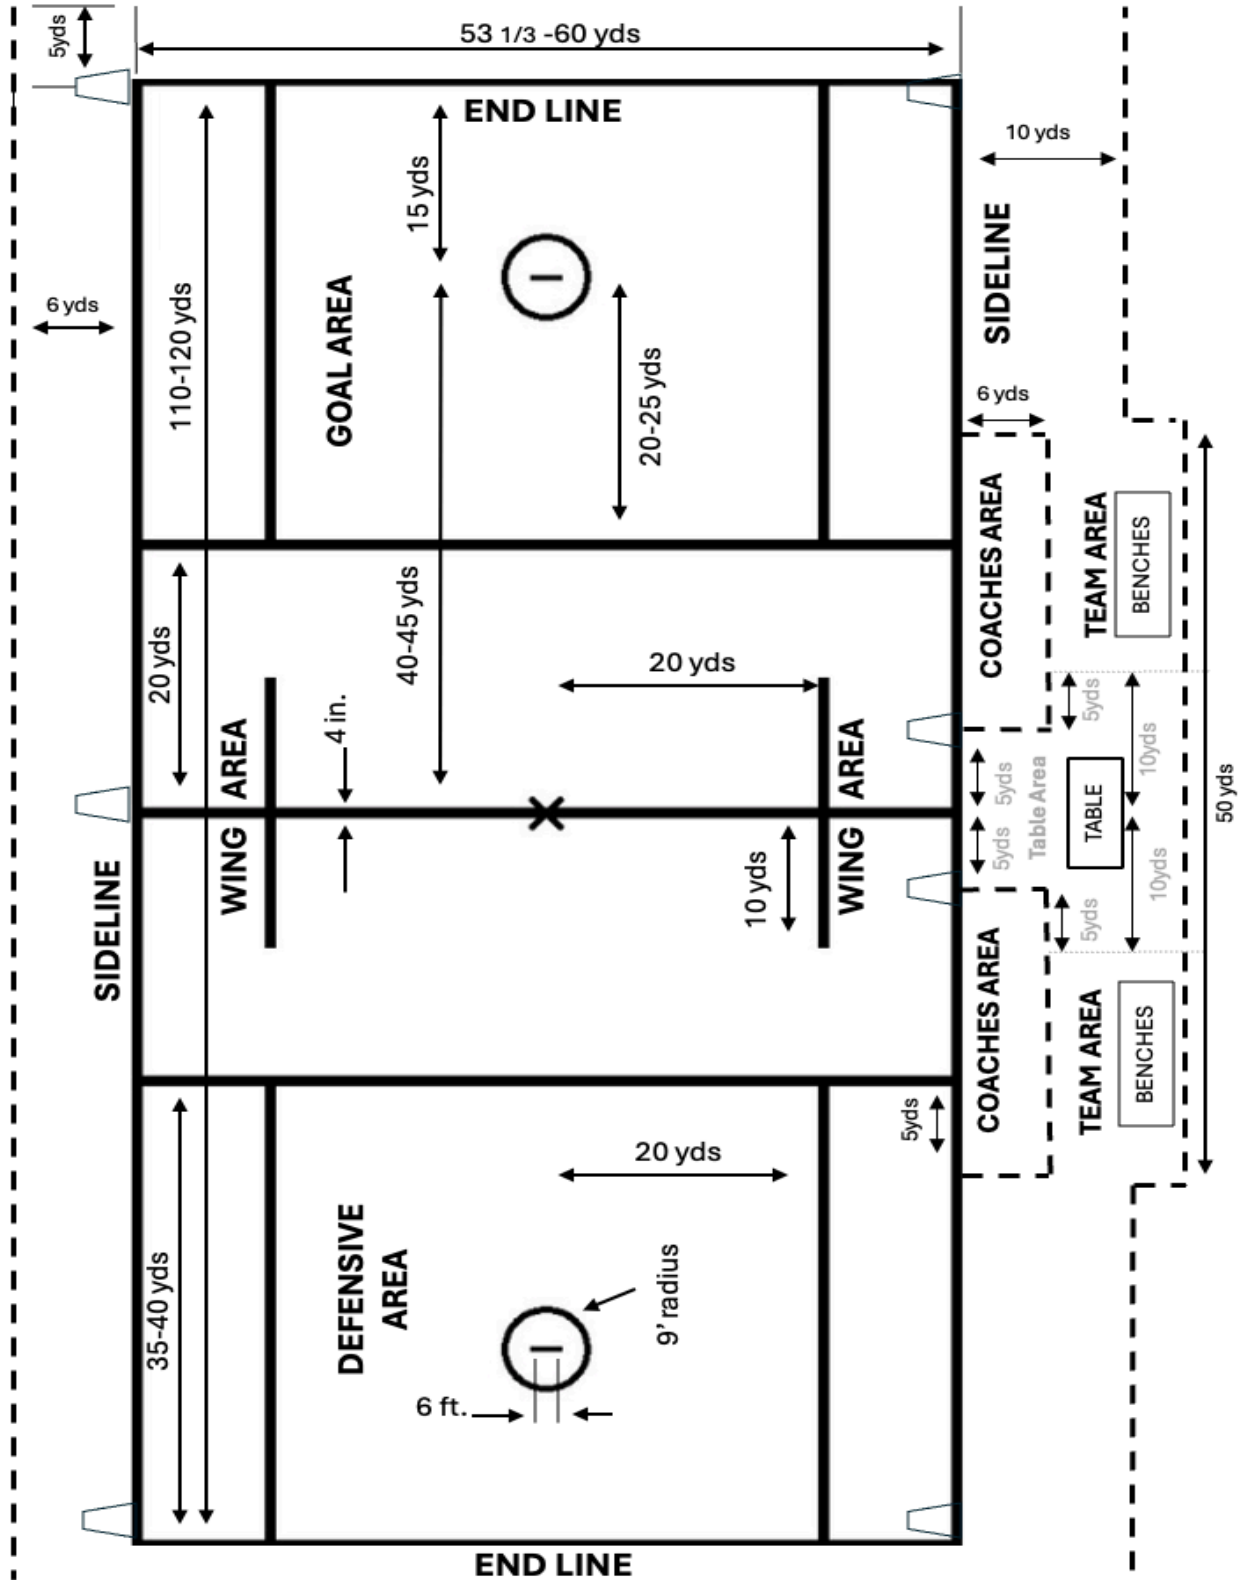 5yds
53 1/3 -60 yds
END LINE
10 yds
15 yds
SIDELINE
6 yds
110-120 yds
GOAL AREA
20-25 yds
6 yds
COACHES AREA
TEAM AREA
BENCHES
20 yds
40-45 yds
20 yds
4 in.
WING AREA
WING AREA
5yds
10yds
5yds
Table Area
TABLE
50 yds
5yds
10yds
10 yds
5yds
SIDELINE
COACHES AREA
TEAM AREA
BENCHES
5yds
20 yds
35-40 yds
DEFENSIVE
AREA
9’ radius
6 ft.
END LINE